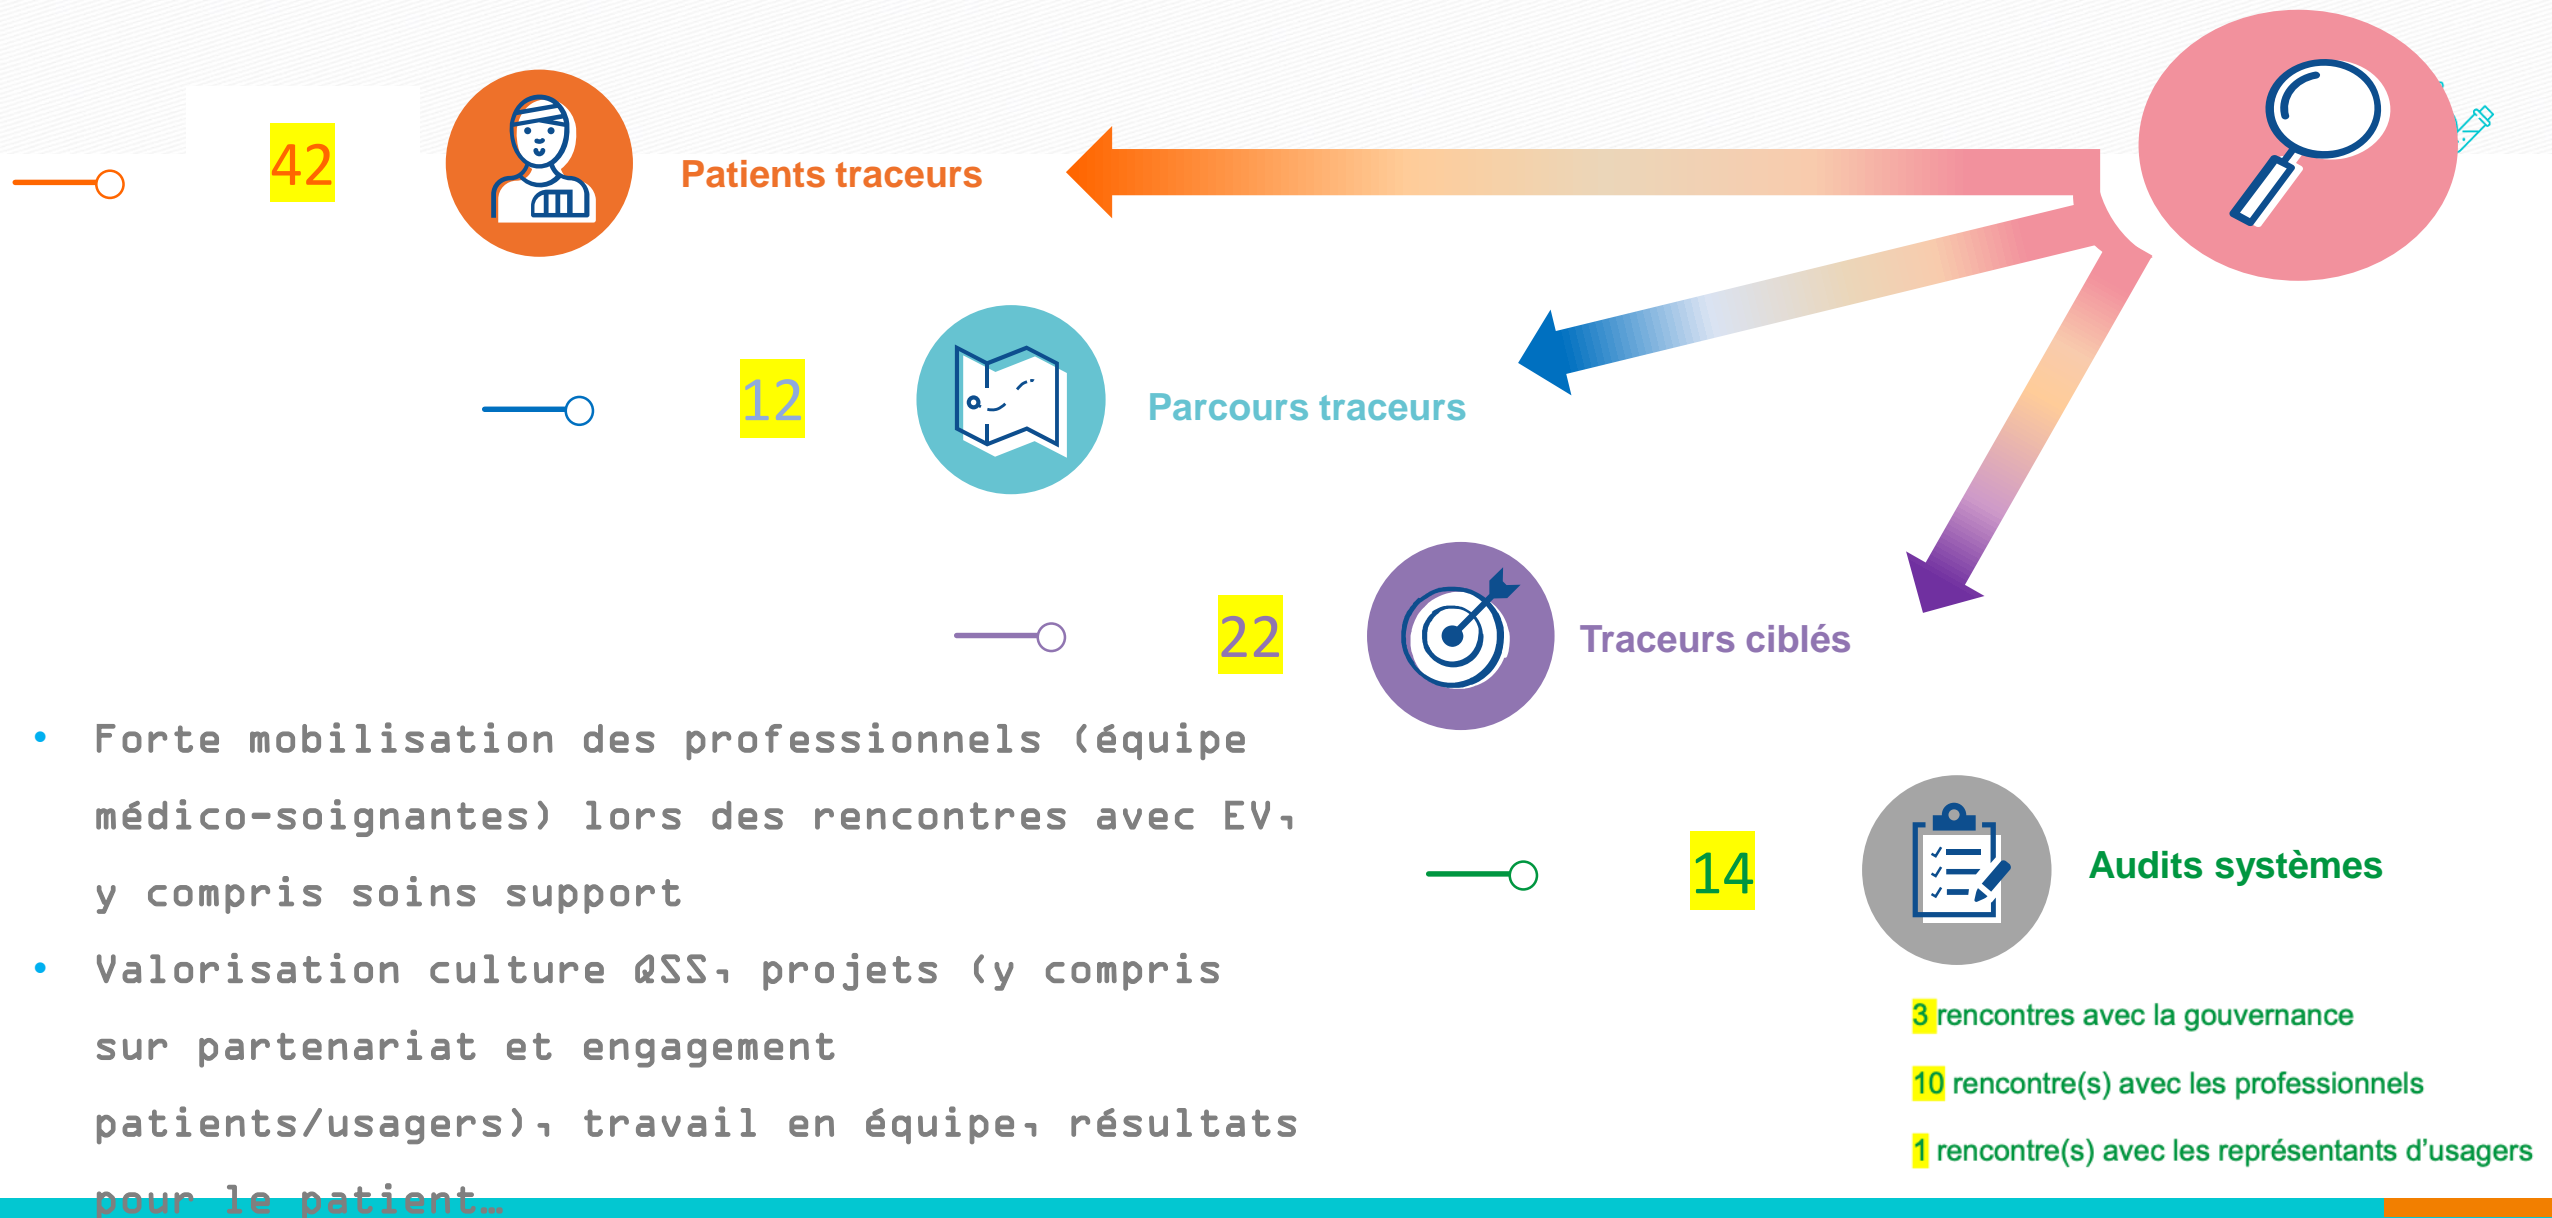 42
Patients traceurs
12
Parcours traceurs
22
Traceurs ciblés
• Forte mobilisation des professionnels (équipe
médico-soignantes) lors des rencontres avec EV,
y compris soins support
• Valorisation culture QSS, projets (y compris
sur partenariat et engagement
patients/usagers), travail en équipe, résultats
pour le patient…
14
Audits systèmes
3 rencontres avec la gouvernance
10 rencontre(s) avec les professionnels
1 rencontre(s) avec les représentants d'usagers